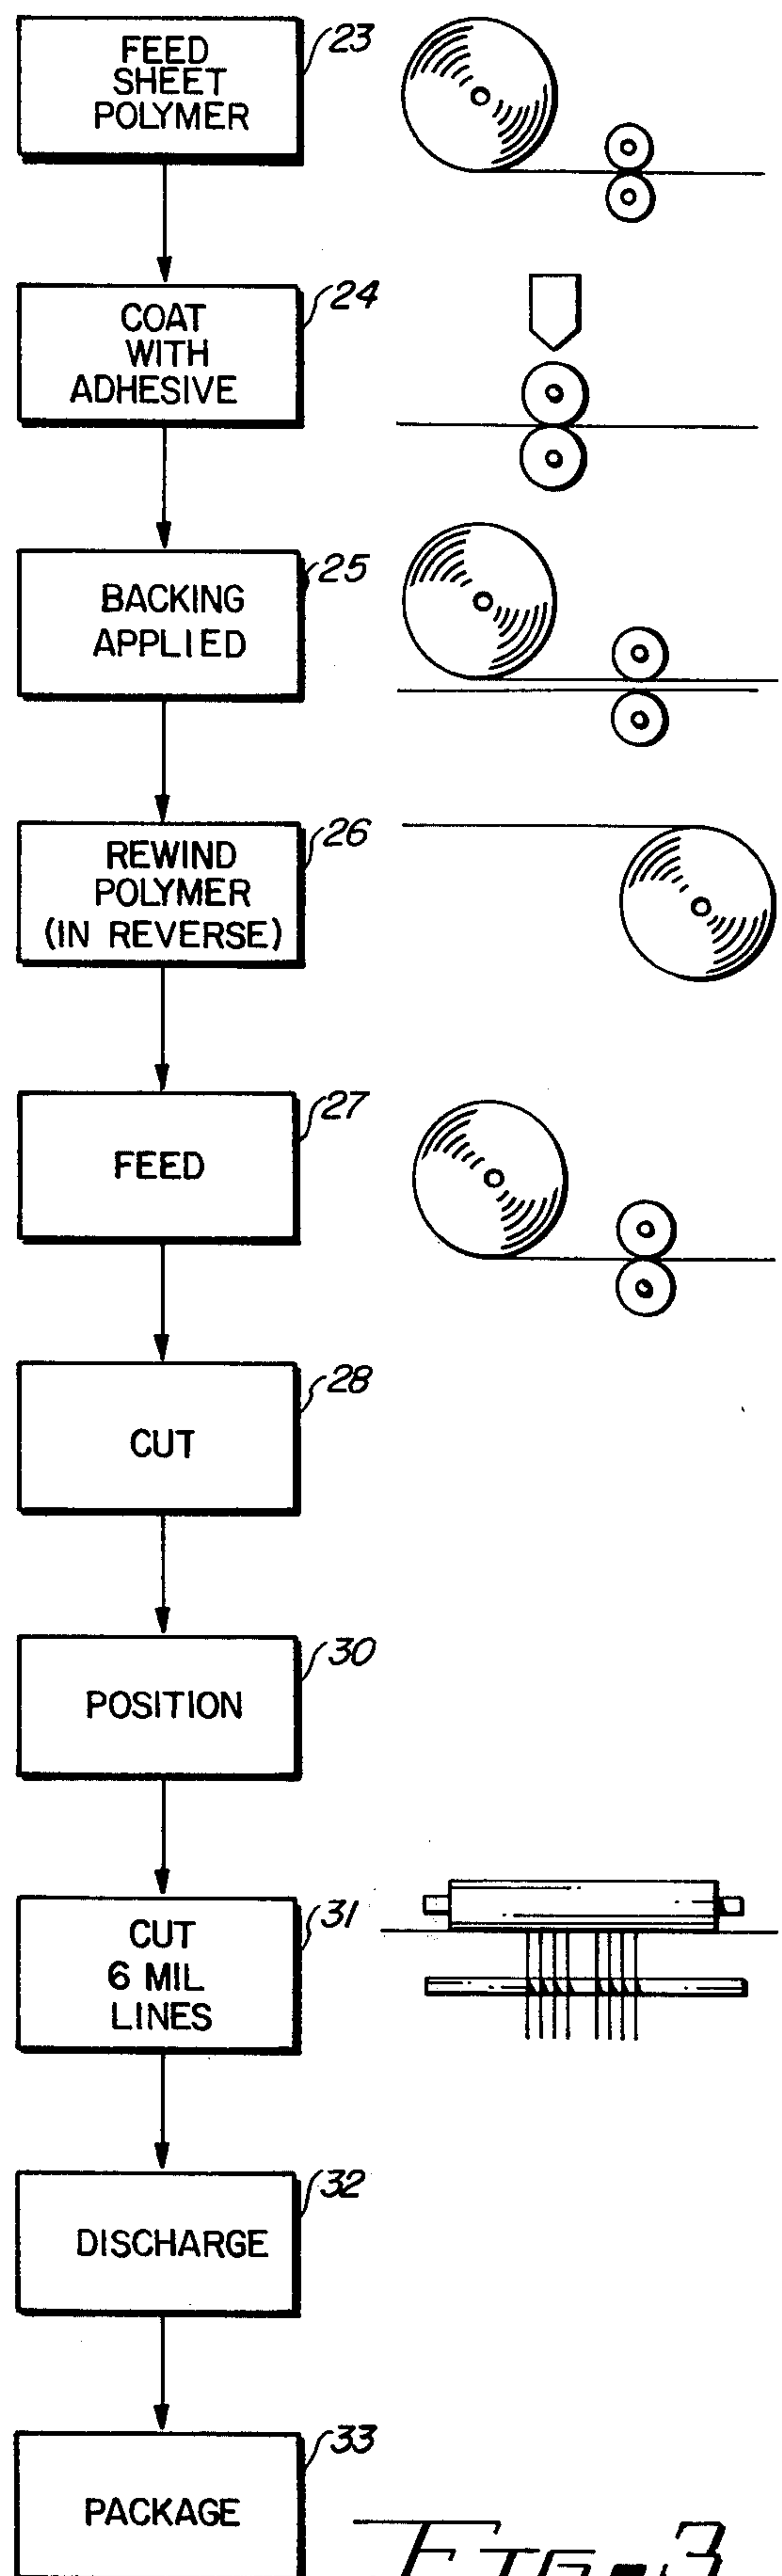 FEED
SHEET
POLYMER
23
COAT
WITH
ADHESIVE
24
BACKING
APPLIED
25
REWIND
POLYMER
(IN REVERSE)
26
FEED
27
CUT
28
POSITION
30
CUT
6 MIL
LINES
31
DISCHARGE
32
PACKAGE
33
FIG-3